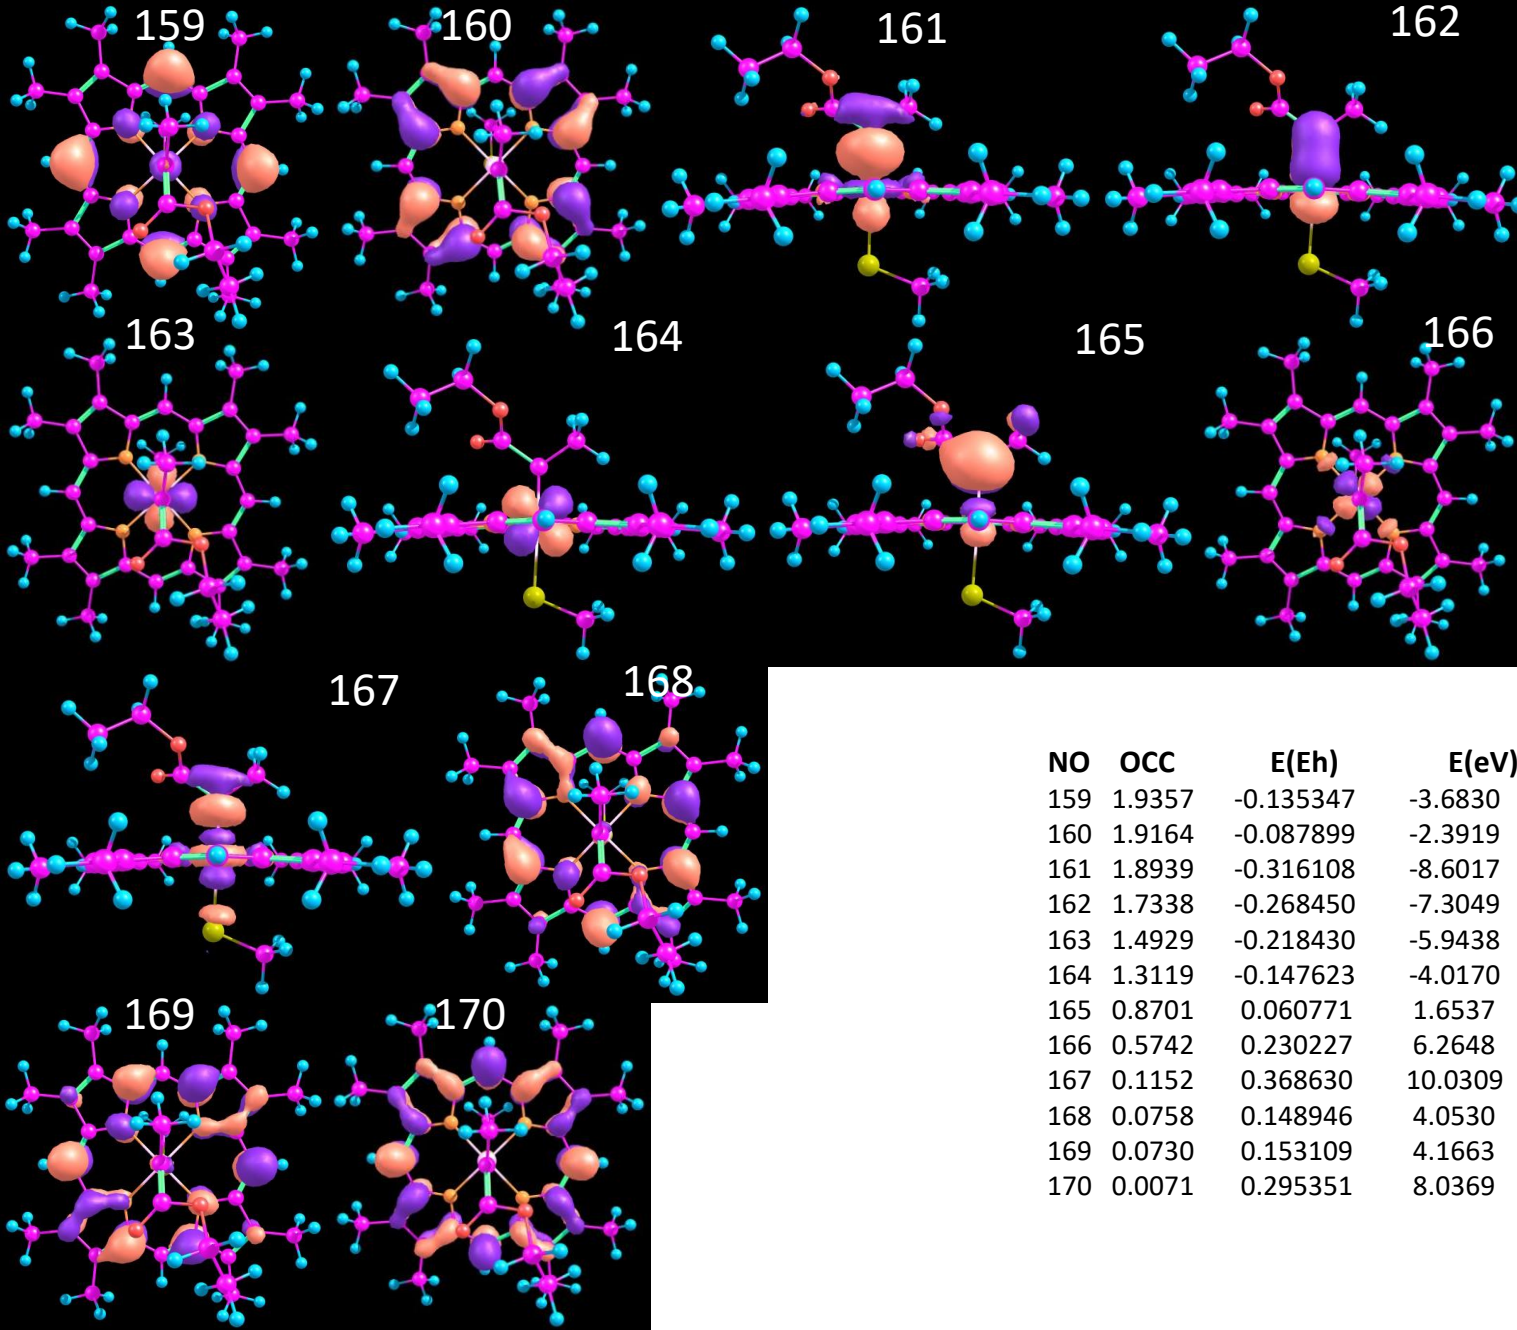 159
160
161
162
163
164
165
166
167
168
169
170
NO OCC E(Eh) E(eV)
159 1.9357 -0.135347 -3.6830
160 1.9164 -0.087899 -2.3919
161 1.8939 -0.316108 -8.6017
162 1.7338 -0.268450 -7.3049
163 1.4929 -0.218430 -5.9438
164 1.3119 -0.147623 -4.0170
165 0.8701 0.060771 1.6537
166 0.5742 0.230227 6.2648
167 0.1152 0.368630 10.0309
168 0.0758 0.148946 4.0530
169 0.0730 0.153109 4.1663
170 0.0071 0.295351 8.0369